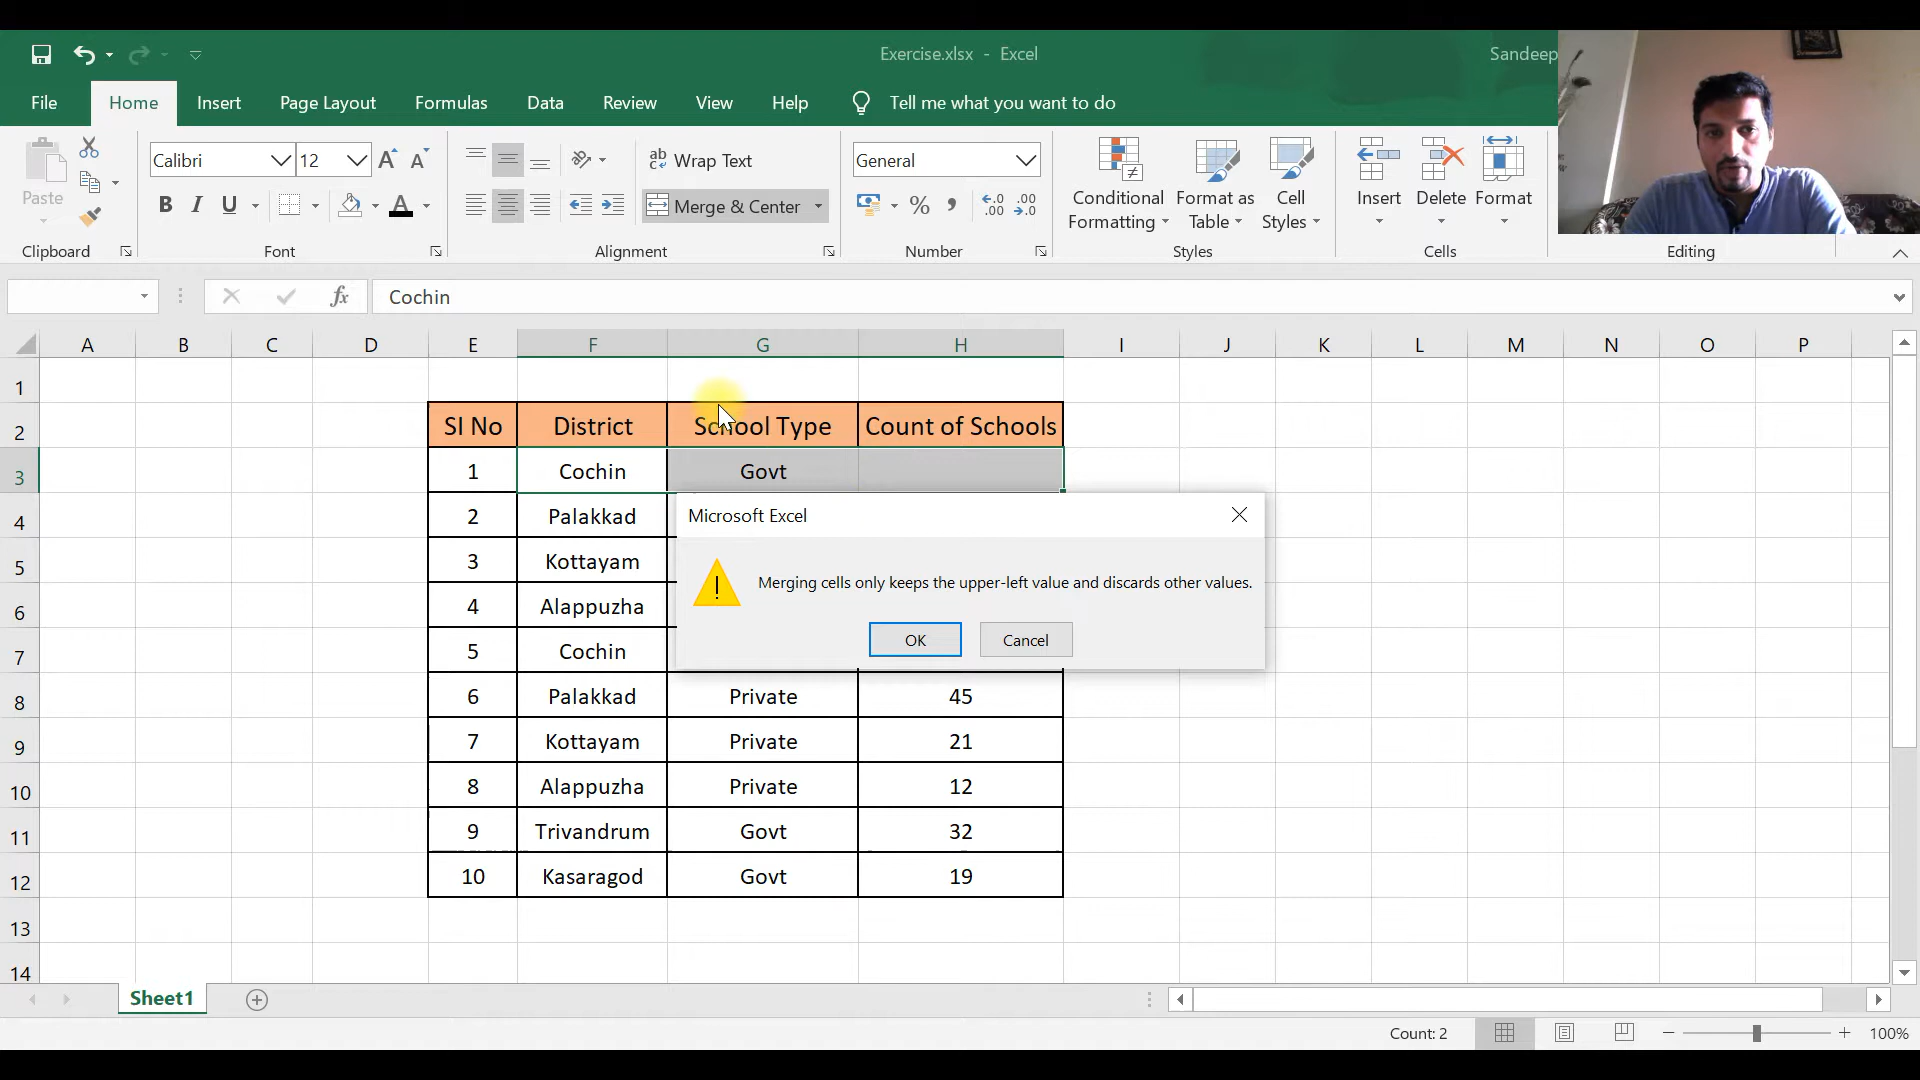 Exercise.xlsx - Excel
Sandeep
File Home Insert Page Layout Formulas Data Review View Help Tell me what you want to do
Paste
Calibri 12
Wrap Text
General
Merge & Center
B I U A % ,
Conditional Formatting
Format as Table
Cell Styles
Insert Delete Format
Clipboard Font Alignment Number Styles Cells Editing
fx Cochin
A B C D E F G H I J K L M N O P
1
2 SI No District School Type Count of Schools
3 1 Cochin Govt
4 2 Palakkad
5 3 Kottayam
6 4 Alappuzha
7 5 Cochin
8 6 Palakkad Private 45
9 7 Kottayam Private 21
10 8 Alappuzha Private 12
11 9 Trivandrum Govt 32
12 10 Kasaragod Govt 19
13
14
Microsoft Excel
Merging cells only keeps the upper-left value and discards other values.
OK Cancel
Sheet1
Count: 2 100%